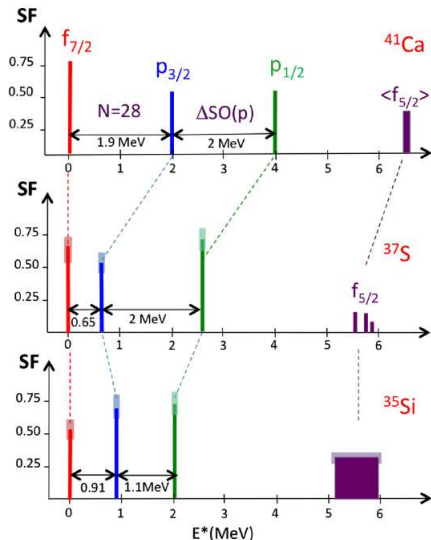 SF
f7/2
p3/2
p1/2
41Ca
0.75
N=28
ΔSO(p)
<f5/2>
0.25
1.9 MeV
2 MeV
0 1 2 3 4 5 6
SF
37S
0.75
0.50
f5/2
0.25
0.65
2 MeV
0 1 2 3 4 5 6
SF
35Si
0.75
0.50
0.25
0.91
1.1MeV
0 1 2 3 4 5 6
E*(MeV)